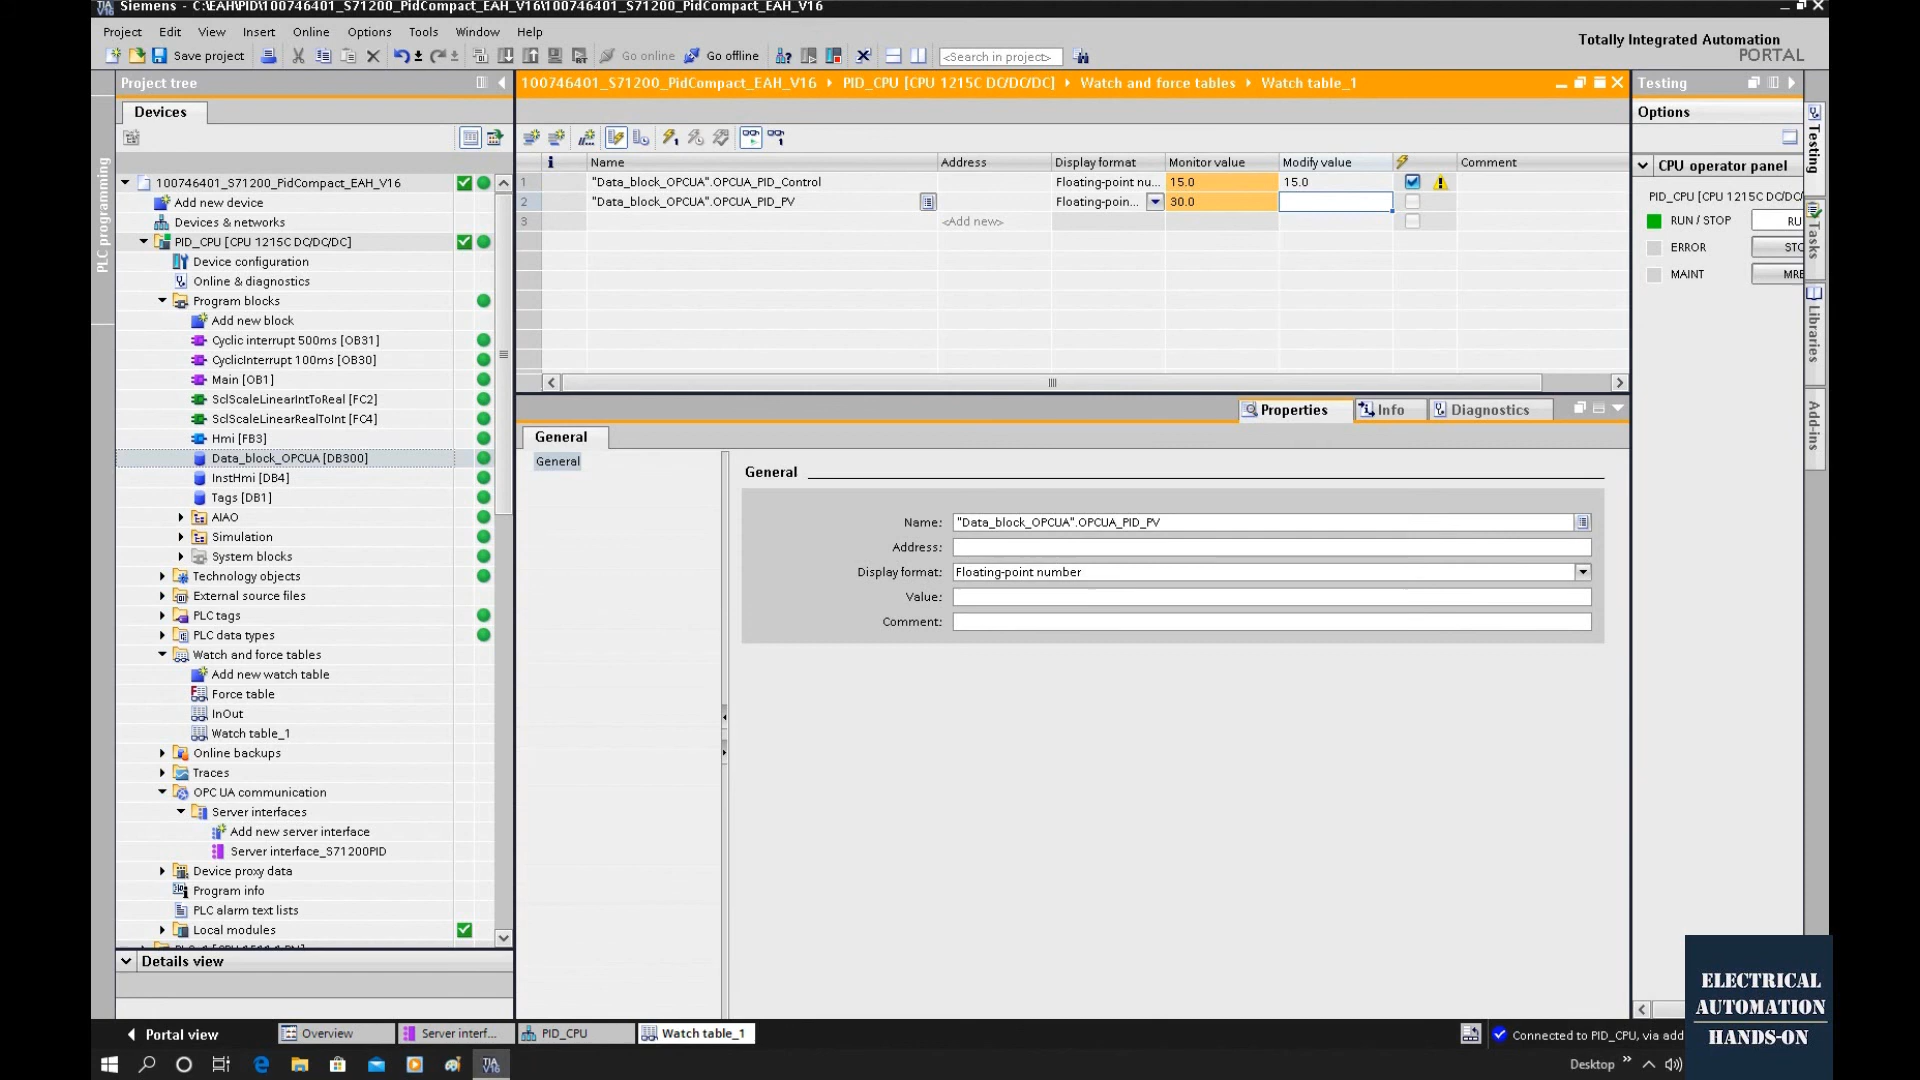 Siemens - C:\EAH\PID\100746401_S71200_PidCompact_EAH_V16\100746401_S71200_PidCompact_EAH_V16
Project Edit View Insert Online Options Tools Window Help
Totally Integrated Automation
PORTAL
Save project
Go online
Go offline
<Search in project>
Project tree
100746401_S71200_PidCompact_EAH_V16 › PID_CPU [CPU 1215C DC/DC/DC] › Watch and force tables › Watch table_1
Testing
Devices
Options
PLC programming
Name Address Display format Monitor value Modify value Comment
1 "Data_block_OPCUA".OPCUA_PID_Control Floating-point nu... 15.0 15.0
2 "Data_block_OPCUA".OPCUA_PID_PV Floating-poin... 30.0
3 <Add new>
CPU operator panel
PID_CPU [CPU 1215C DC/DC/
RUN / STOP RU
ERROR STO
MAINT MRE
Testing
Tasks
Libraries
Add-ins
100746401_S71200_PidCompact_EAH_V16
Add new device
Devices & networks
PID_CPU [CPU 1215C DC/DC/DC]
Device configuration
Online & diagnostics
Program blocks
Add new block
Cyclic interrupt 500ms [OB31]
CyclicInterrupt 100ms [OB30]
Main [OB1]
SclScaleLinearIntToReal [FC2]
SclScaleLinearRealToInt [FC4]
Hmi [FB3]
Data_block_OPCUA [DB300]
InstHmi [DB4]
Tags [DB1]
AIAO
Simulation
System blocks
Technology objects
External source files
PLC tags
PLC data types
Watch and force tables
Add new watch table
Force table
InOut
Watch table_1
Online backups
Traces
OPC UA communication
Server interfaces
Add new server interface
Server interface_S71200PID
Device proxy data
Program info
PLC alarm text lists
Local modules
Details view
Properties Info Diagnostics
General
General
General
Name: "Data_block_OPCUA".OPCUA_PID_PV
Address:
Display format: Floating-point number
Value:
Comment:
ELECTRICAL
AUTOMATION
HANDS-ON
Portal view Overview Server interf... PID_CPU Watch table_1
Connected to PID_CPU, via add
Desktop